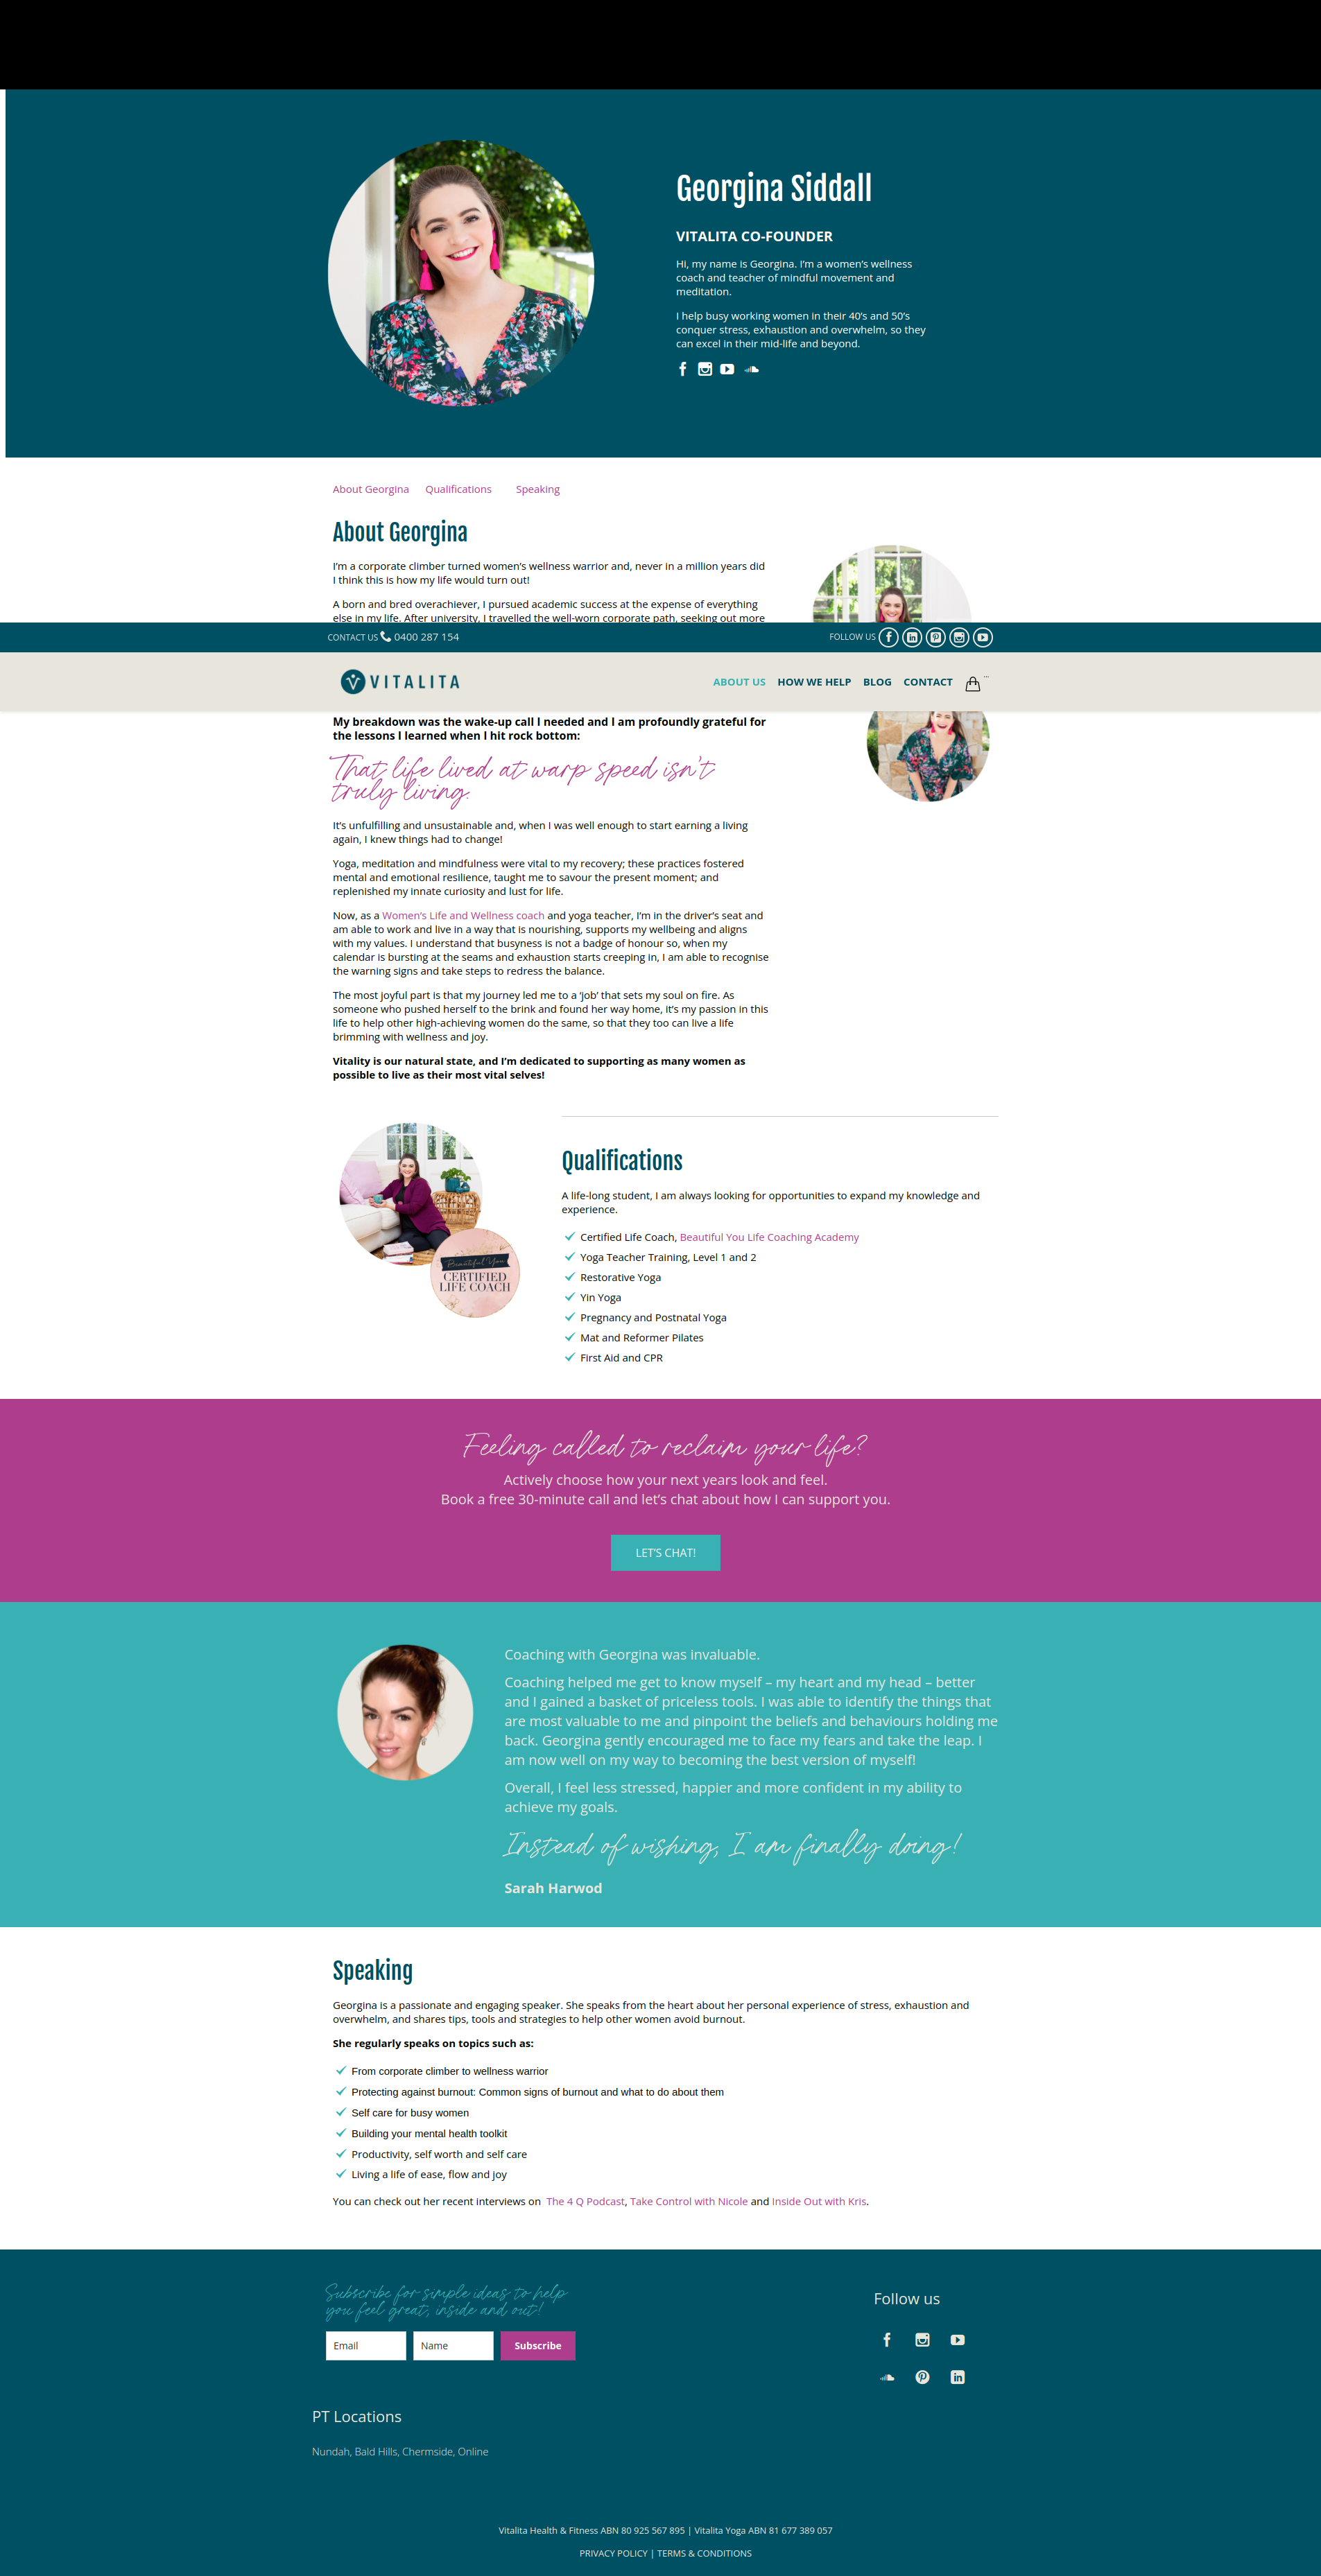 Georgina Siddall
VITALITA CO-FOUNDER
Hi, my name is Georgina. I'm a women's wellness
coach and teacher of mindful movement and
meditation.
I help busy working women in their 40's and 50's
conquer stress, exhaustion and overwhelm, so they
can excel in their mid-life and beyond.
About Georgina Qualifications Speaking
About Georgina
I'm a corporate climber turned women's wellness warrior and, never in a million years did
I think this is how my life would turn out!
A born and bred overachiever, I pursued academic success at the expense of everything
else in my life. After university, I travelled the well-worn corporate path, seeking out more
CONTACT US 0400 287 154 FOLLOW US
VITALITA ABOUT US HOW WE HELP BLOG CONTACT ...
My breakdown was the wake-up call I needed and I am profoundly grateful for
the lessons I learned when I hit rock bottom:
That life lived at warp speed isn't
truly living.
It's unfulfilling and unsustainable and, when I was well enough to start earning a living
again, I knew things had to change!
Yoga, meditation and mindfulness were vital to my recovery; these practices fostered
mental and emotional resilience, taught me to savour the present moment; and
replenished my innate curiosity and lust for life.
Now, as a Women's Life and Wellness coach and yoga teacher, I'm in the driver's seat and
am able to work and live in a way that is nourishing, supports my wellbeing and aligns
with my values. I understand that busyness is not a badge of honour so, when my
calendar is bursting at the seams and exhaustion starts creeping in, I am able to recognise
the warning signs and take steps to redress the balance.
The most joyful part is that my journey led me to a 'job' that sets my soul on fire. As
someone who pushed herself to the brink and found her way home, it's my passion in this
life to help other high-achieving women do the same, so that they too can live a life
brimming with wellness and joy.
Vitality is our natural state, and I'm dedicated to supporting as many women as
possible to live as their most vital selves!
Beautiful You
CERTIFIED
LIFE COACH
Qualifications
A life-long student, I am always looking for opportunities to expand my knowledge and
experience.
Certified Life Coach, Beautiful You Life Coaching Academy
Yoga Teacher Training, Level 1 and 2
Restorative Yoga
Yin Yoga
Pregnancy and Postnatal Yoga
Mat and Reformer Pilates
First Aid and CPR
Feeling called to reclaim your life?
Actively choose how your next years look and feel.
Book a free 30-minute call and let's chat about how I can support you.
LET'S CHAT!
Coaching with Georgina was invaluable.
Coaching helped me get to know myself – my heart and my head – better
and I gained a basket of priceless tools. I was able to identify the things that
are most valuable to me and pinpoint the beliefs and behaviours holding me
back. Georgina gently encouraged me to face my fears and take the leap. I
am now well on my way to becoming the best version of myself!
Overall, I feel less stressed, happier and more confident in my ability to
achieve my goals.
Instead of wishing, I am finally doing!
Sarah Harwod
Speaking
Georgina is a passionate and engaging speaker. She speaks from the heart about her personal experience of stress, exhaustion and
overwhelm, and shares tips, tools and strategies to help other women avoid burnout.
She regularly speaks on topics such as:
From corporate climber to wellness warrior
Protecting against burnout: Common signs of burnout and what to do about them
Self care for busy women
Building your mental health toolkit
Productivity, self worth and self care
Living a life of ease, flow and joy
You can check out her recent interviews on The 4 Q Podcast, Take Control with Nicole and Inside Out with Kris.
Subscribe for simple ideas to help
you feel great, inside and out!
Email Name Subscribe
Follow us
PT Locations
Nundah, Bald Hills, Chermside, Online
Vitalita Health & Fitness ABN 80 925 567 895 | Vitalita Yoga ABN 81 677 389 057
PRIVACY POLICY | TERMS & CONDITIONS